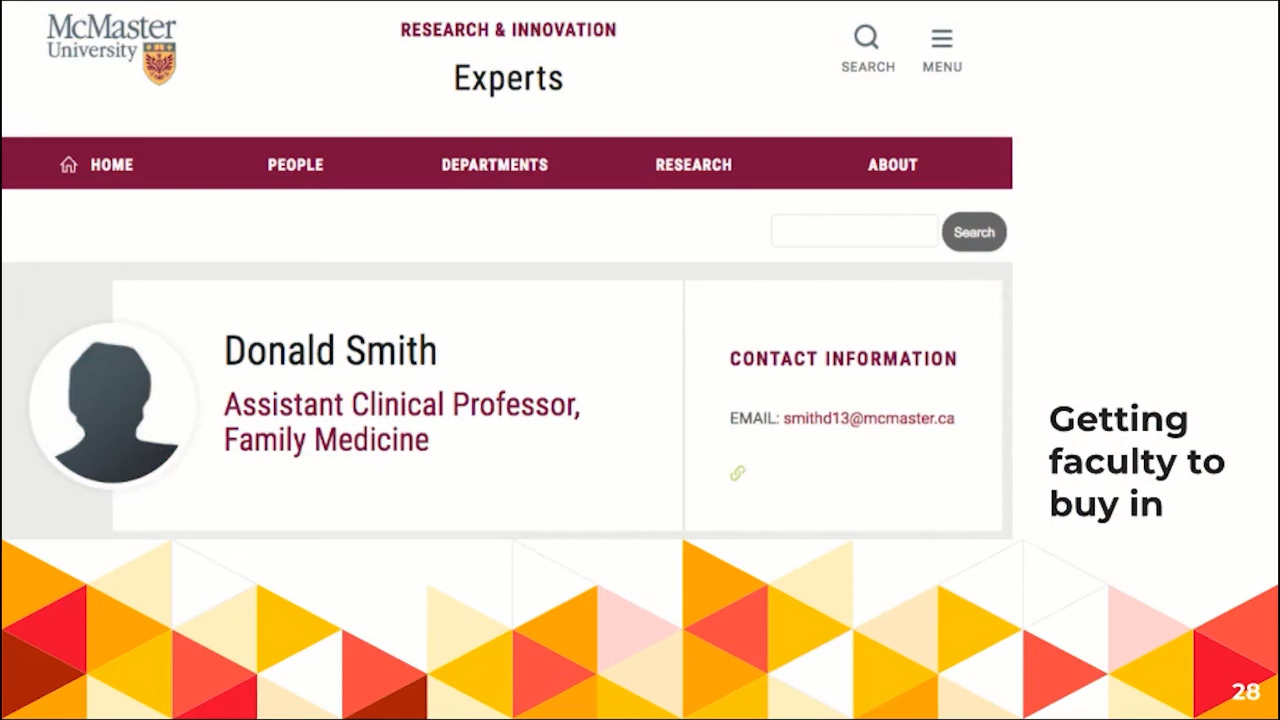 McMaster
University
RESEARCH & INNOVATION
Experts
SEARCH
MENU
HOME
PEOPLE
DEPARTMENTS
RESEARCH
ABOUT
Search
Donald Smith
Assistant Clinical Professor,
Family Medicine
CONTACT INFORMATION
EMAIL: smithd13@mcmaster.ca
Getting
faculty to
buy in
28